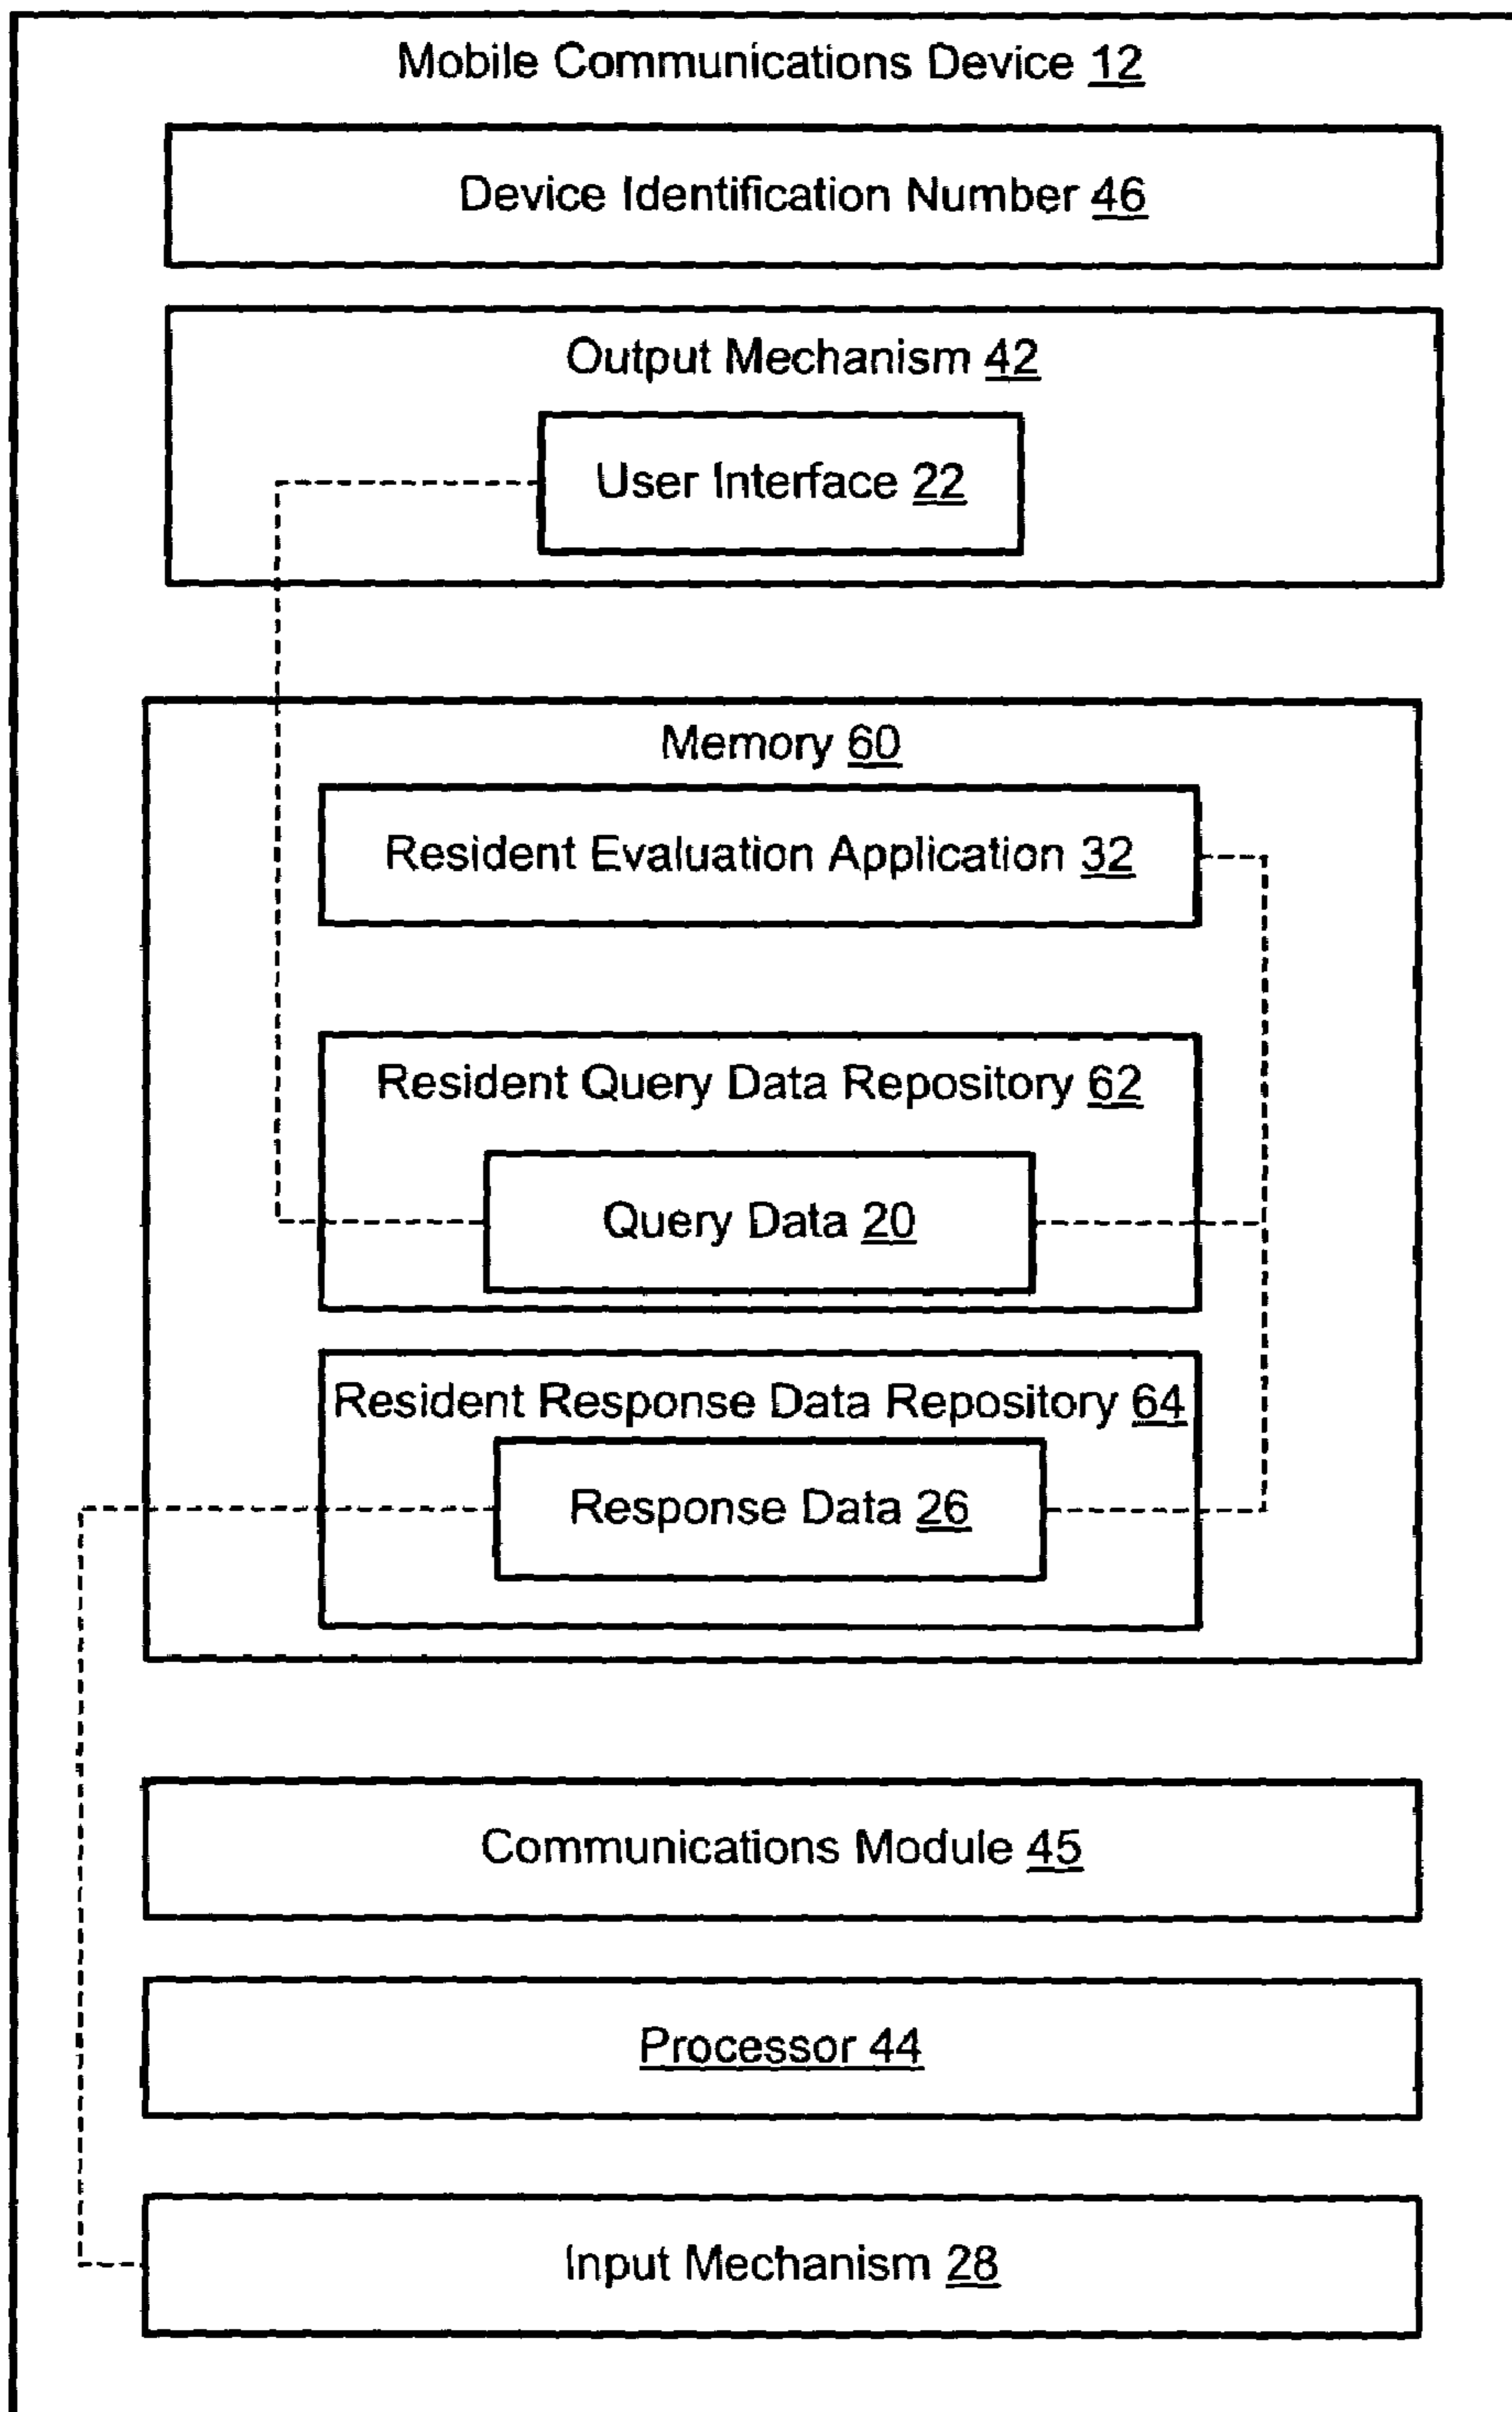 Mobile Communications Device 12
Device Identification Number 46
Output Mechanism 42
User Interface 22
Memory 60
Resident Evaluation Application 32
Resident Query Data Repository 62
Query Data 20
Resident Response Data Repository 64
Response Data 26
Communications Module 45
Processor 44
Input Mechanism 28